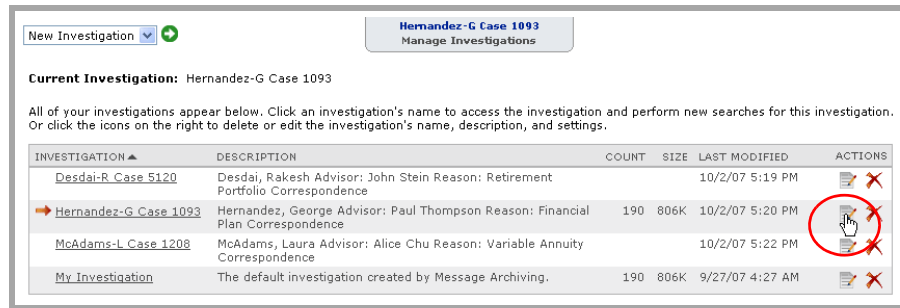 New Investigation
Hernandez-G Case 1093
Manage Investigations
Current Investigation: Hernandez-G Case 1093
All of your investigations appear below. Click an investigation's name to access the investigation and perform new searches for this investigation.
Or click the icons on the right to delete or edit the investigation's name, description, and settings.
INVESTIGATION DESCRIPTION COUNT SIZE LAST MODIFIED ACTIONS
Desdai-R Case 5120 Desdai, Rakesh Advisor: John Stein Reason: Retirement 10/2/07 5:19 PM
Portfolio Correspondence
Hernandez-G Case 1093 Hernandez, George Advisor: Paul Thompson Reason: Financial 190 806K 10/2/07 5:20 PM
Plan Correspondence
McAdams-L Case 1208 McAdams, Laura Advisor: Alice Chu Reason: Variable Annuity 10/2/07 5:22 PM
Correspondence
My Investigation The default investigation created by Message Archiving. 190 806K 9/27/07 4:27 AM